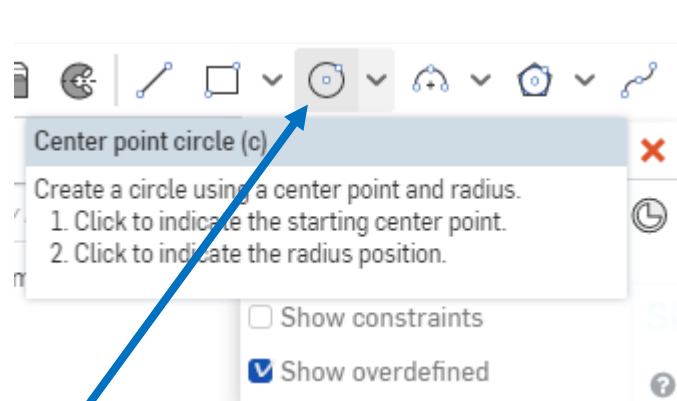 Center point circle (c)
Create a circle using a center point and radius.
1. Click to indicate the starting center point.
2. Click to indicate the radius position.
Show constraints
Show overdefined